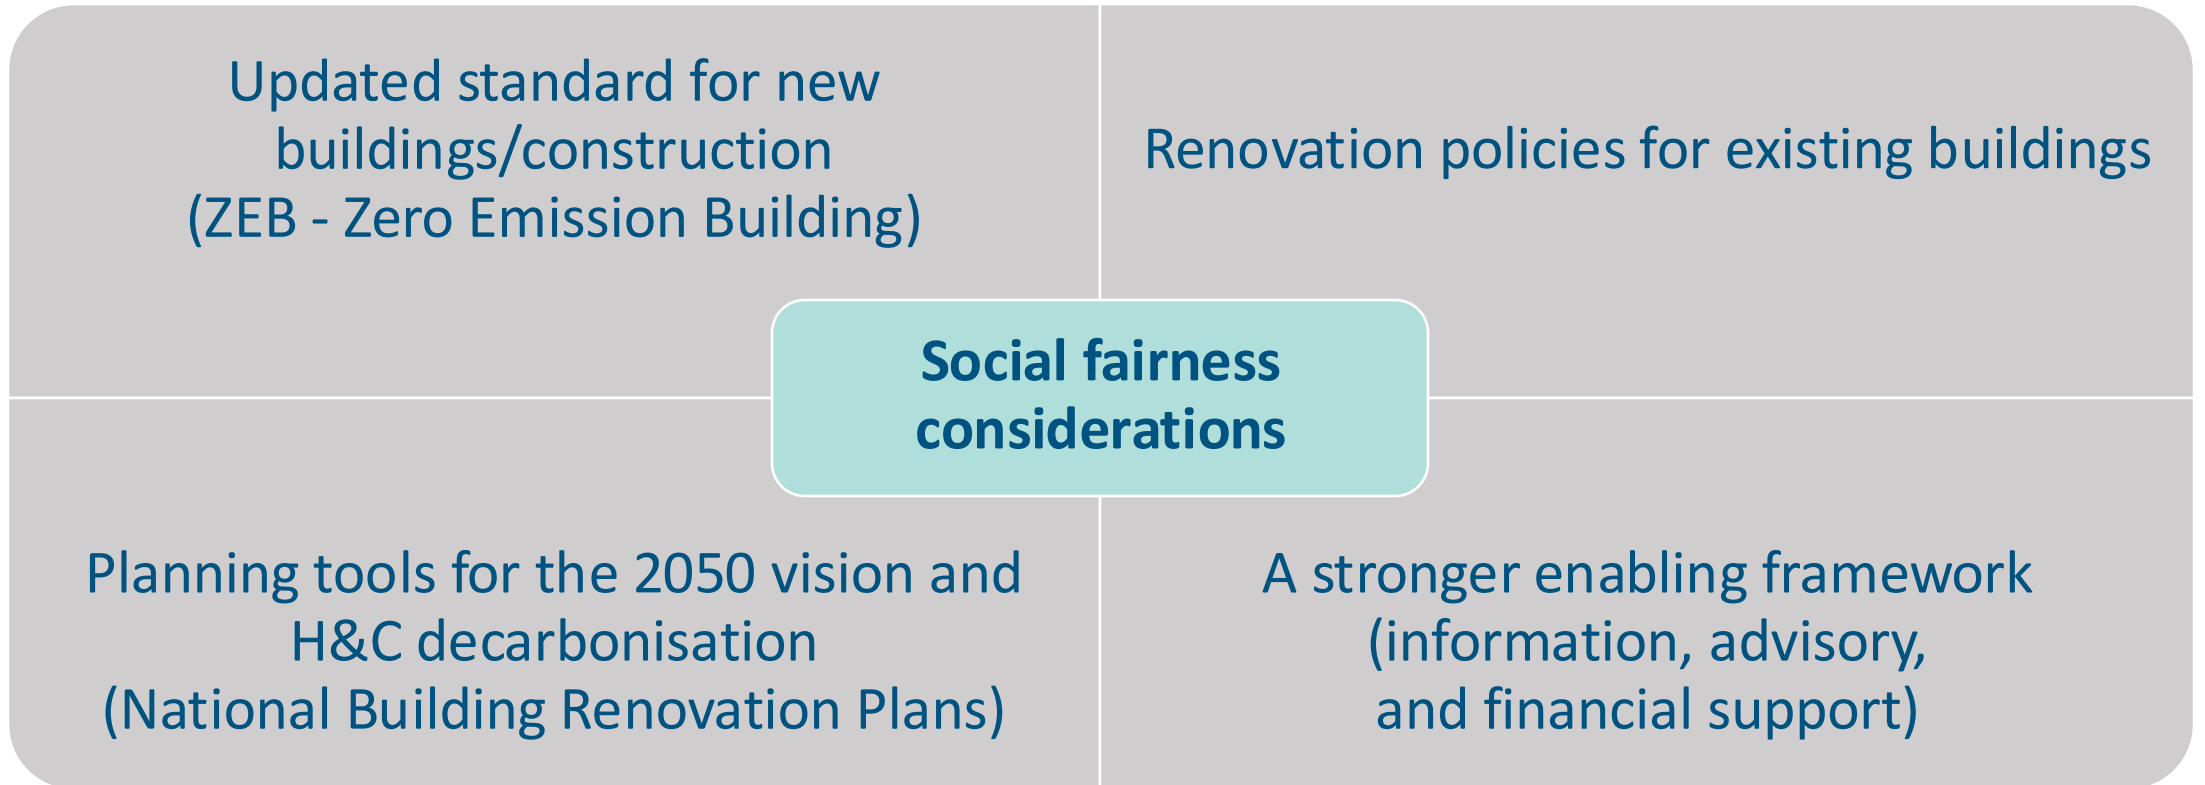 Updated standard for new
buildings/construction
(ZEB - Zero Emission Building)
Renovation policies for existing buildings
Social fairness
considerations
Planning tools for the 2050 vision and
H&C decarbonisation
(National Building Renovation Plans)
A stronger enabling framework
(information, advisory,
and financial support)